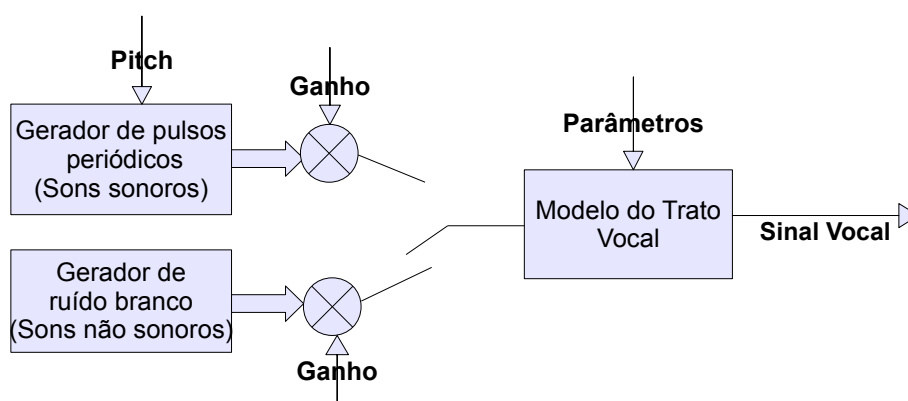 Pitch
Ganho
Gerador de pulsos
periódicos
(Sons sonoros)
Parâmetros
Modelo do Trato
Vocal
Sinal Vocal
Gerador de
ruído branco
(Sons não sonoros)
Ganho